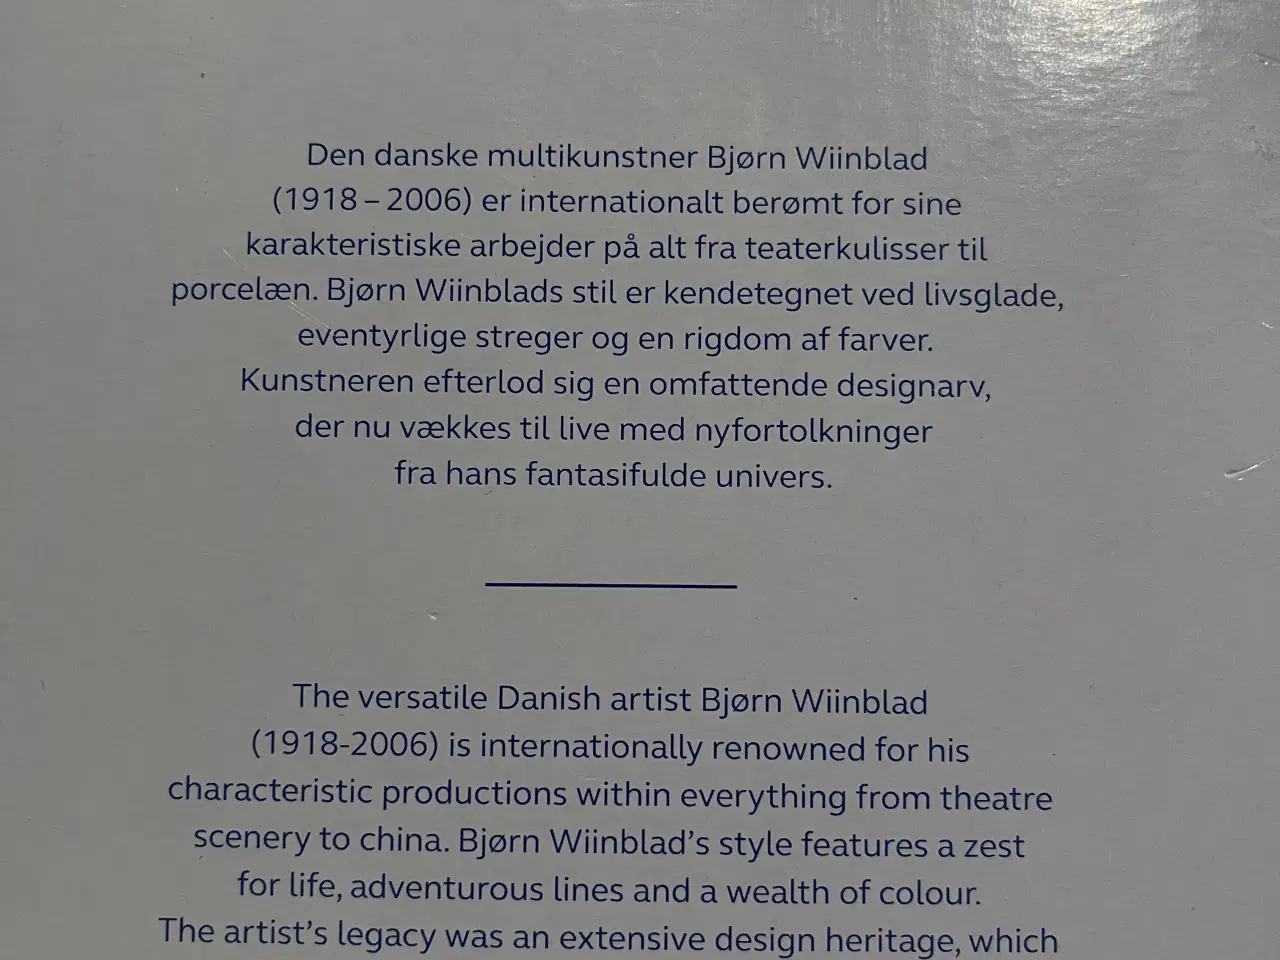 Den danske multikunstner Bjørn Wiinblad
(1918 – 2006) er internationalt berømt for sine
karakteristiske arbejder på alt fra teaterkulisser til
porcelæn. Bjørn Wiinblads stil er kendetegnet ved livsglade,
eventyrlige streger og en rigdom af farver.
Kunstneren efterlod sig en omfattende designarv,
der nu vækkes til live med nyfortolkninger
fra hans fantasifulde univers.
The versatile Danish artist Bjørn Wiinblad
(1918-2006) is internationally renowned for his
characteristic productions within everything from theatre
scenery to china. Bjørn Wiinblad’s style features a zest
for life, adventurous lines and a wealth of colour.
The artist’s legacy was an extensive design heritage, which